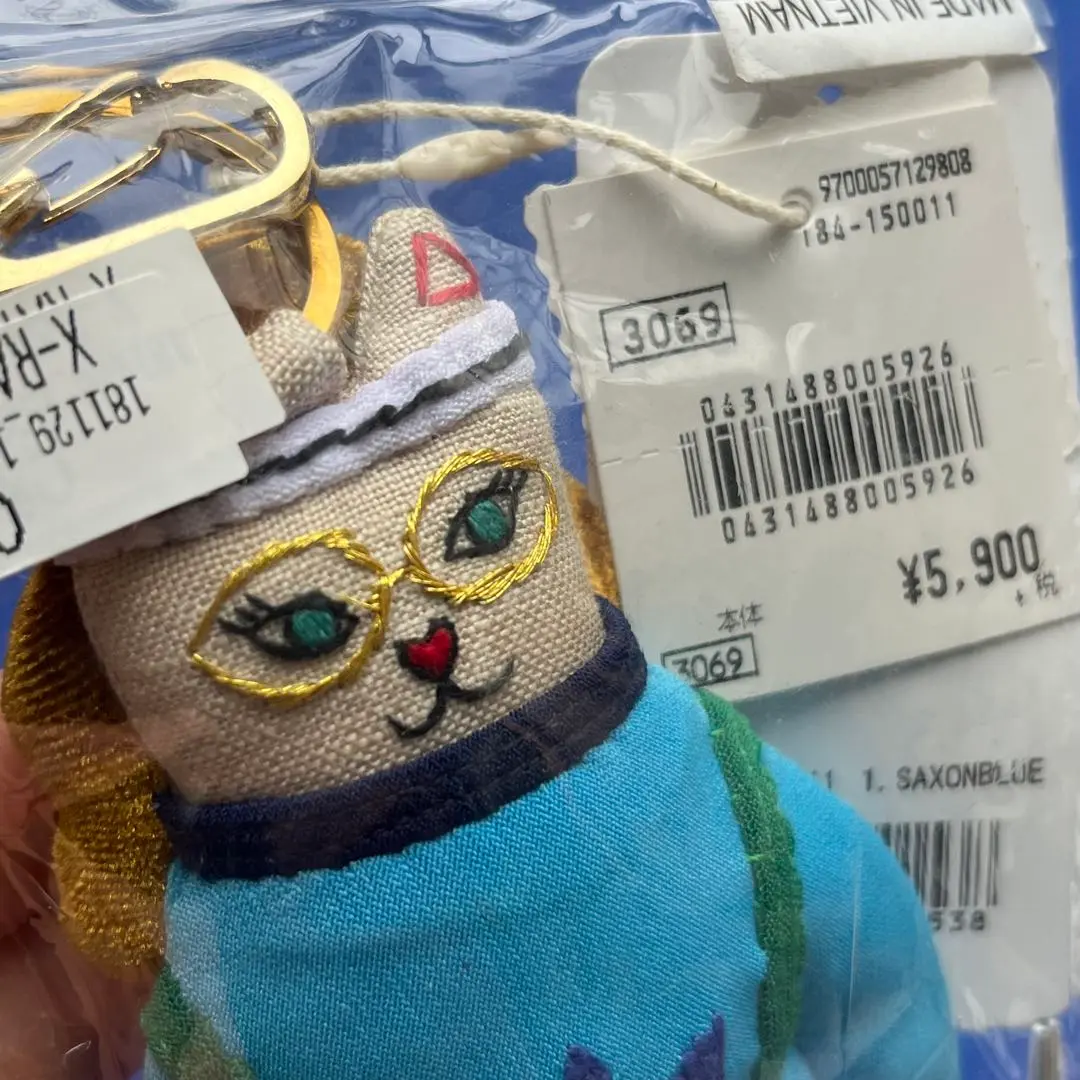 MADE IN VIETNAM
9700057129808
184-150011
3069
0431488005926
0431488005926
¥5,900
+税
本体
3069
1. SAXONBLUE
538
X-RA
181129_1